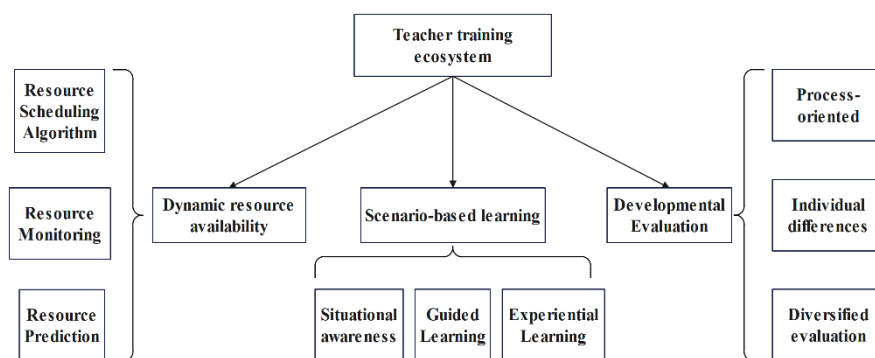 Teacher training
ecosystem
Resource
Scheduling
Algorithm
Process-
oriented
Resource
Monitoring
Dynamic resource
availability
Scenario-based learning
Developmental
Evaluation
Individual
differences
Resource
Prediction
Situational
awareness
Guided
Learning
Experiential
Learning
Diversified
evaluation